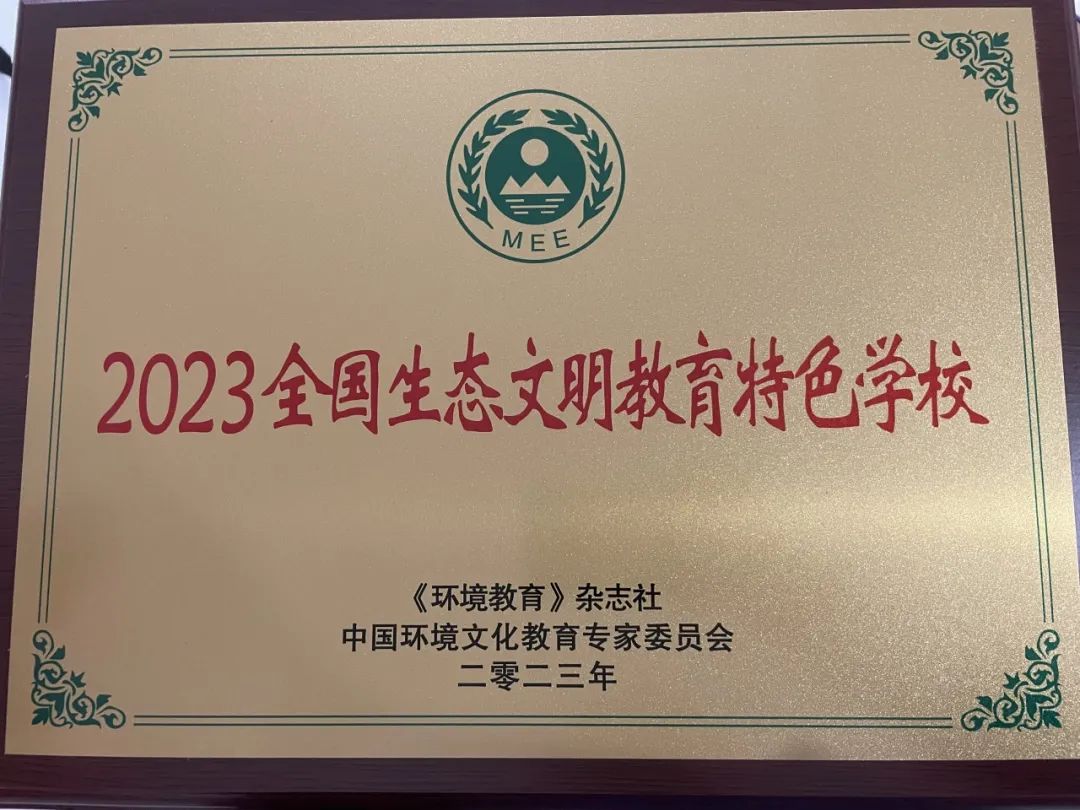 MEE
2023全国生态文明教育特色学校
《环境教育》杂志社
中国环境文化教育专家委员会
二零二三年